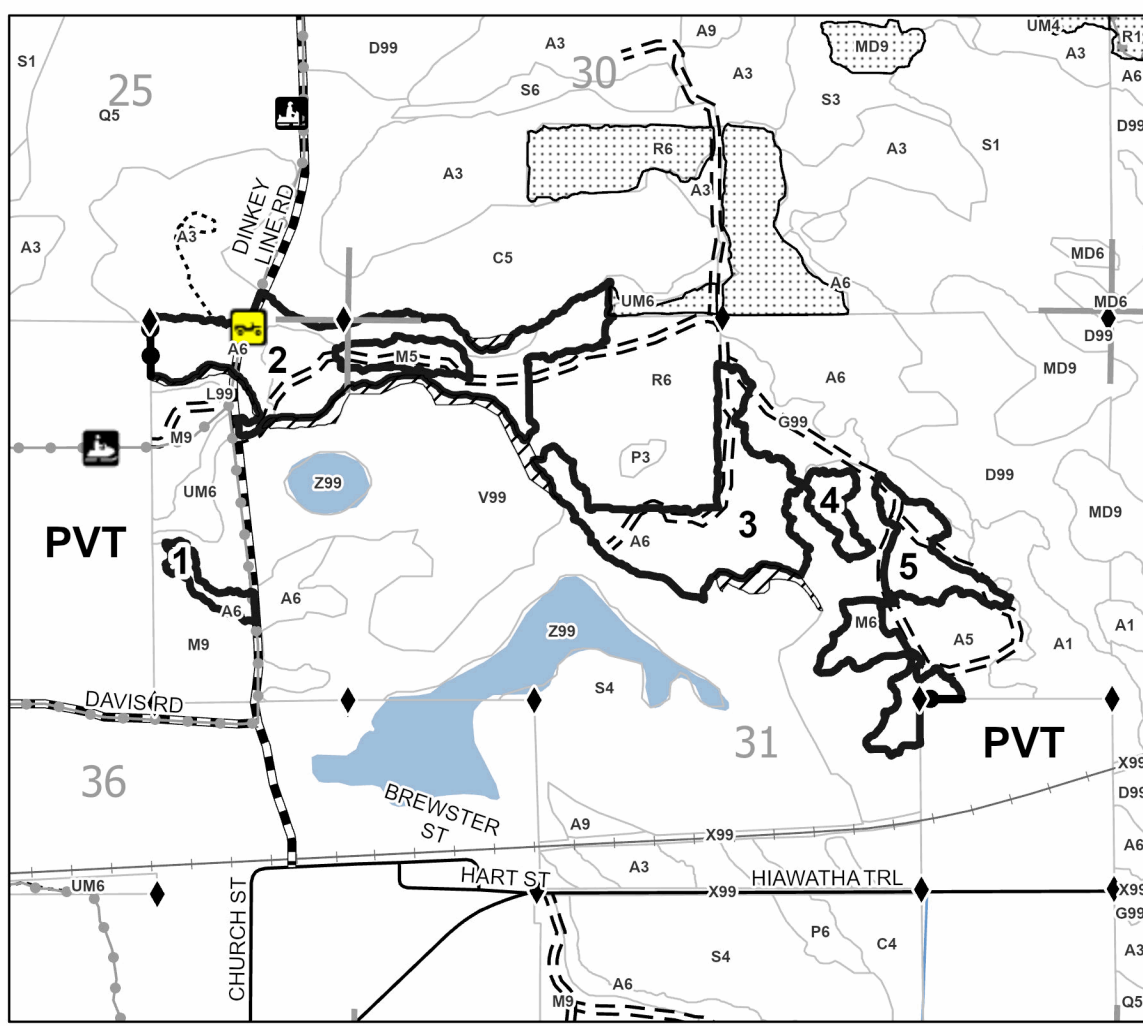 UM4
R1
A9
A3
D99
MD9
A3
S1
25
30
A3
A6
S6
S3
Q5
D99
R6
A3
S1
A3
A3
DINKEY
LINE RD
A3
A3
C5
MD6
A6
UM6
MD6
D99
A6
2
M5
MD9
R6
A6
L99
G99
M9
P3
D99
Z99
UM6
V99
4
MD9
3
PVT
A6
1
5
A6
A6
M6
A1
Z99
M9
A5
A1
S4
DAVIS RD
31
PVT
36
X99
D99
BREWSTER
ST
A9
X99
A6
A3
HART ST
HIAWATHA TRL
UM6
X99
X99
G99
CHURCH ST
P6
C4
A3
S4
A6
M9
Q5